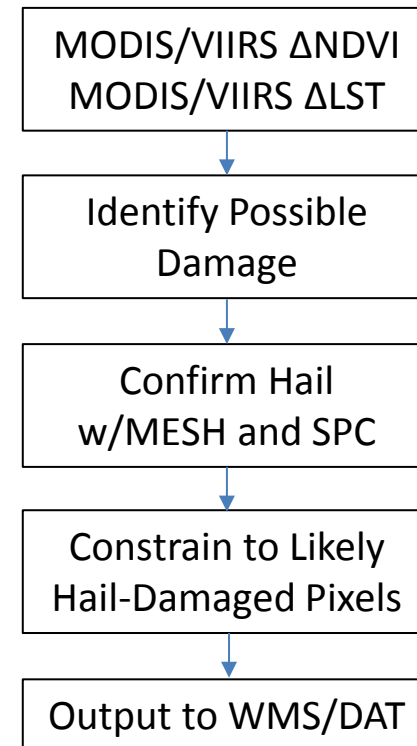 MODIS/VIIRS ΔNDVI
MODIS/VIIRS ΔLST
Identify Possible
Damage
Confirm Hail
w/MESH and SPC
Constrain to Likely
Hail-Damaged Pixels
Output to WMS/DAT